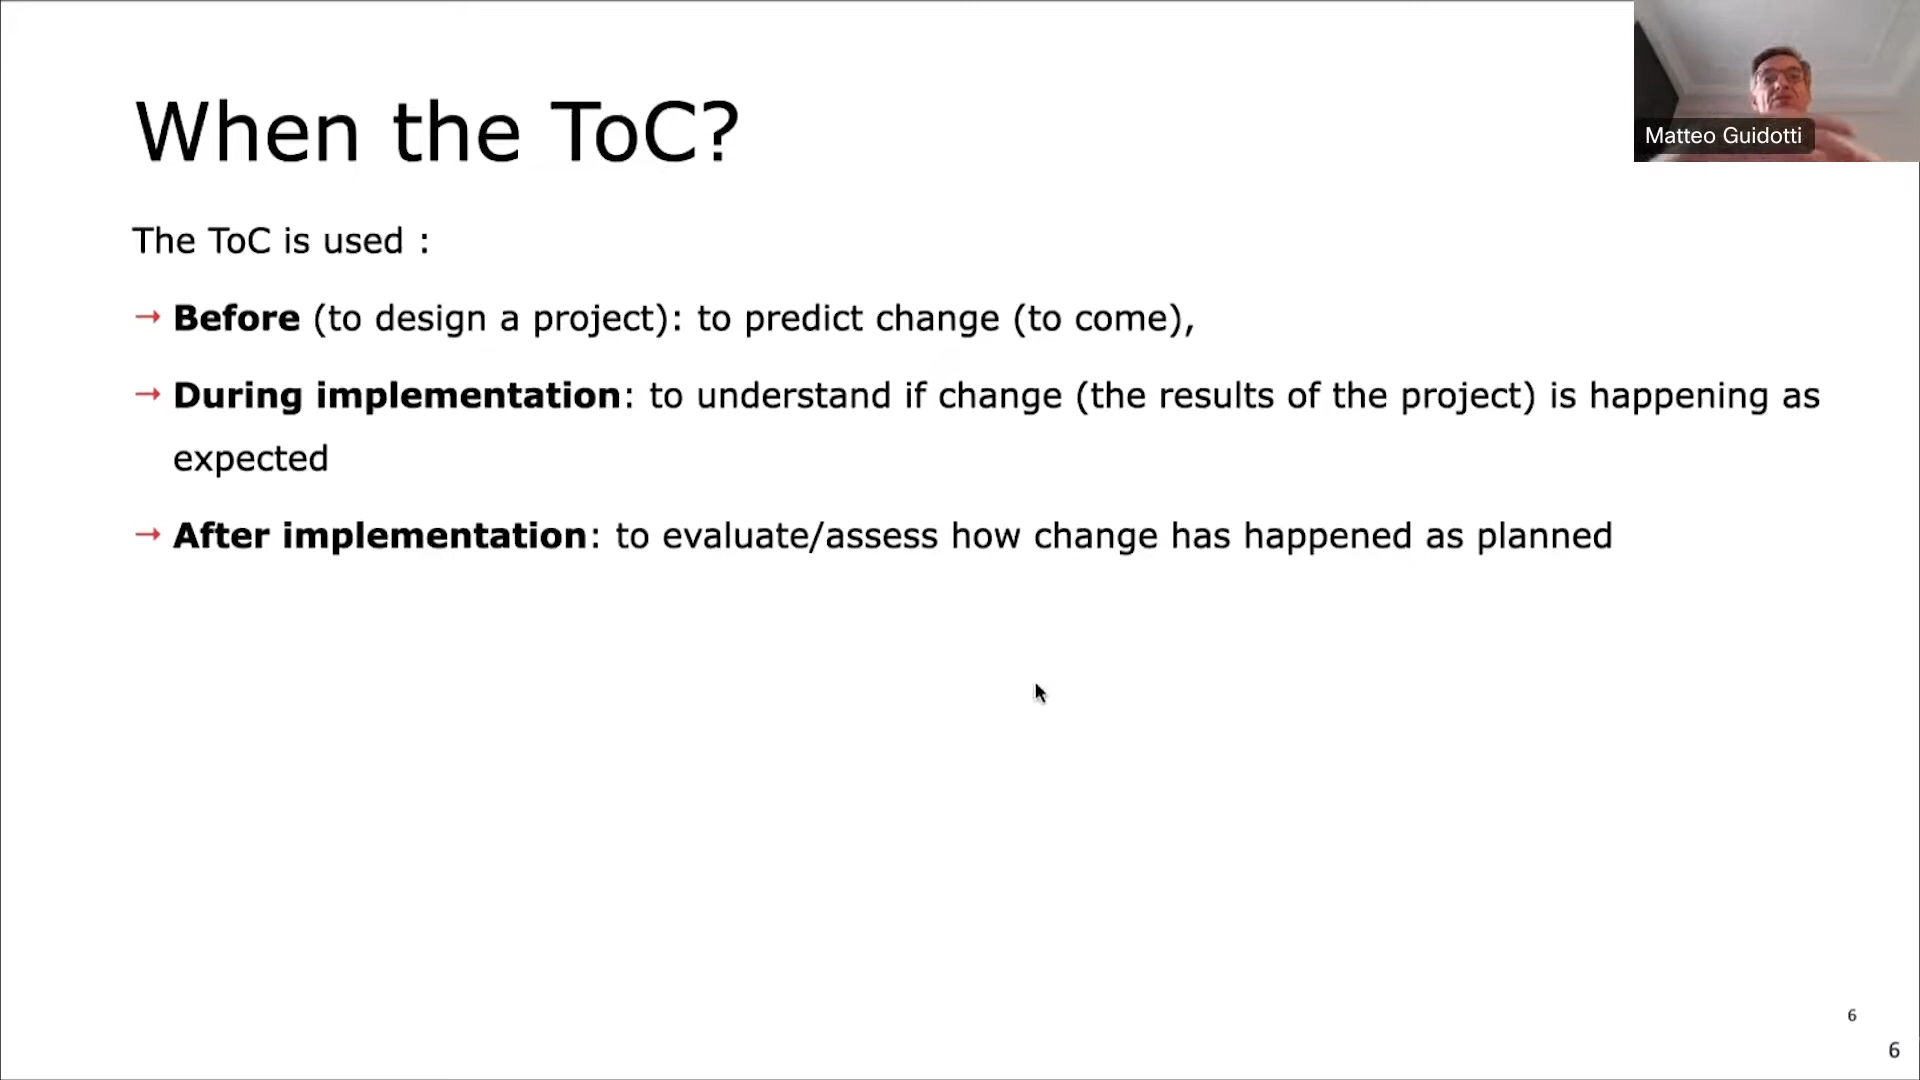 When the ToC?
Matteo Guidotti
The ToC is used :
→ Before (to design a project): to predict change (to come),
→ During implementation: to understand if change (the results of the project) is happening as
expected
→ After implementation: to evaluate/assess how change has happened as planned
6
6